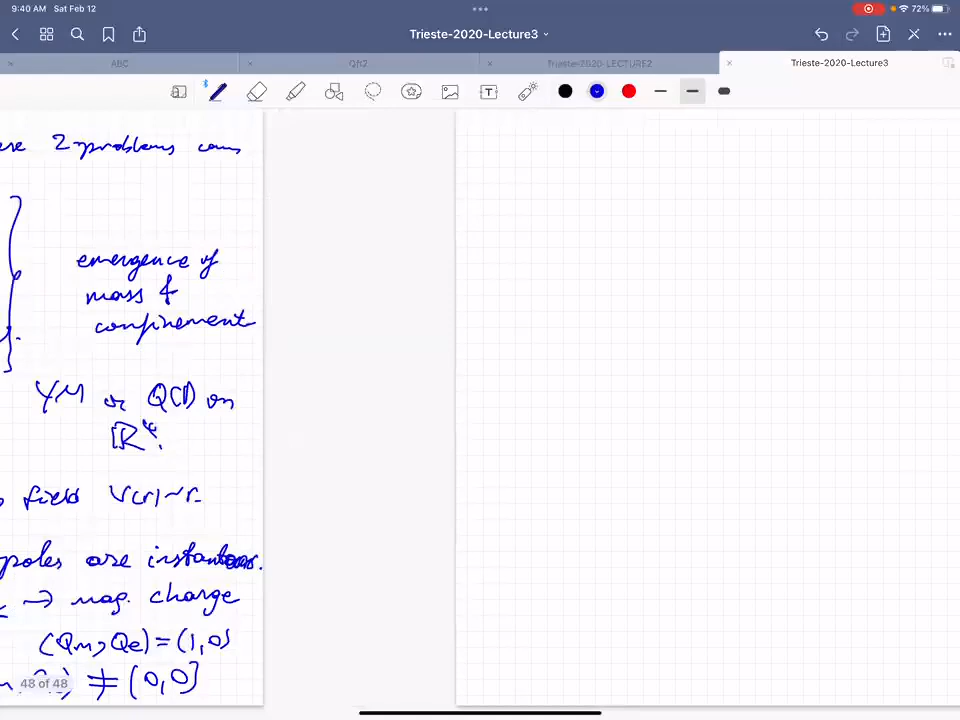 9:40 AM Sat Feb 12
72%
Trieste-2020-Lecture3
ABC
Qft2
Trieste-2020-LECTURE2
Trieste-2020-Lecture3
2 problems
emergence of
mass &
confinement
YM or QCD on
ℝ⁴.
field V(r)~r.
poles are instantons.
→ mag. charge
(Qm, Qe) = (1,0)
≠ (0,0)
48 of 48